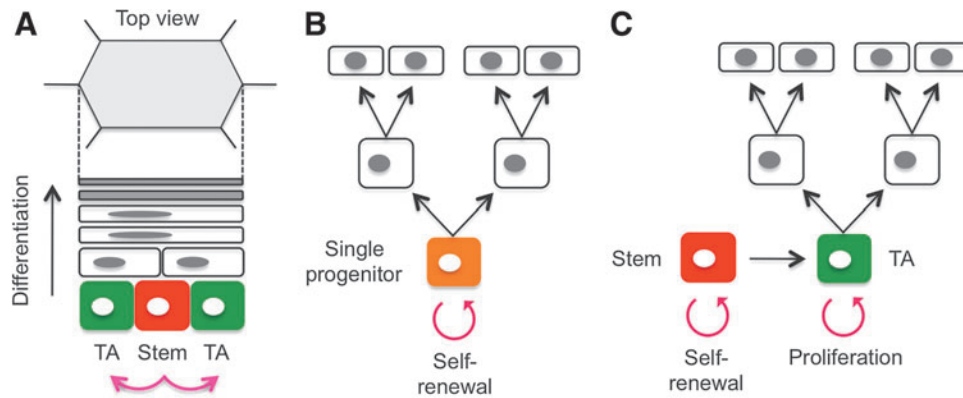 A
Top view
Differentiation
TA Stem TA
B
Single
progenitor
Self-
renewal
C
Stem
TA
Self-
renewal
Proliferation